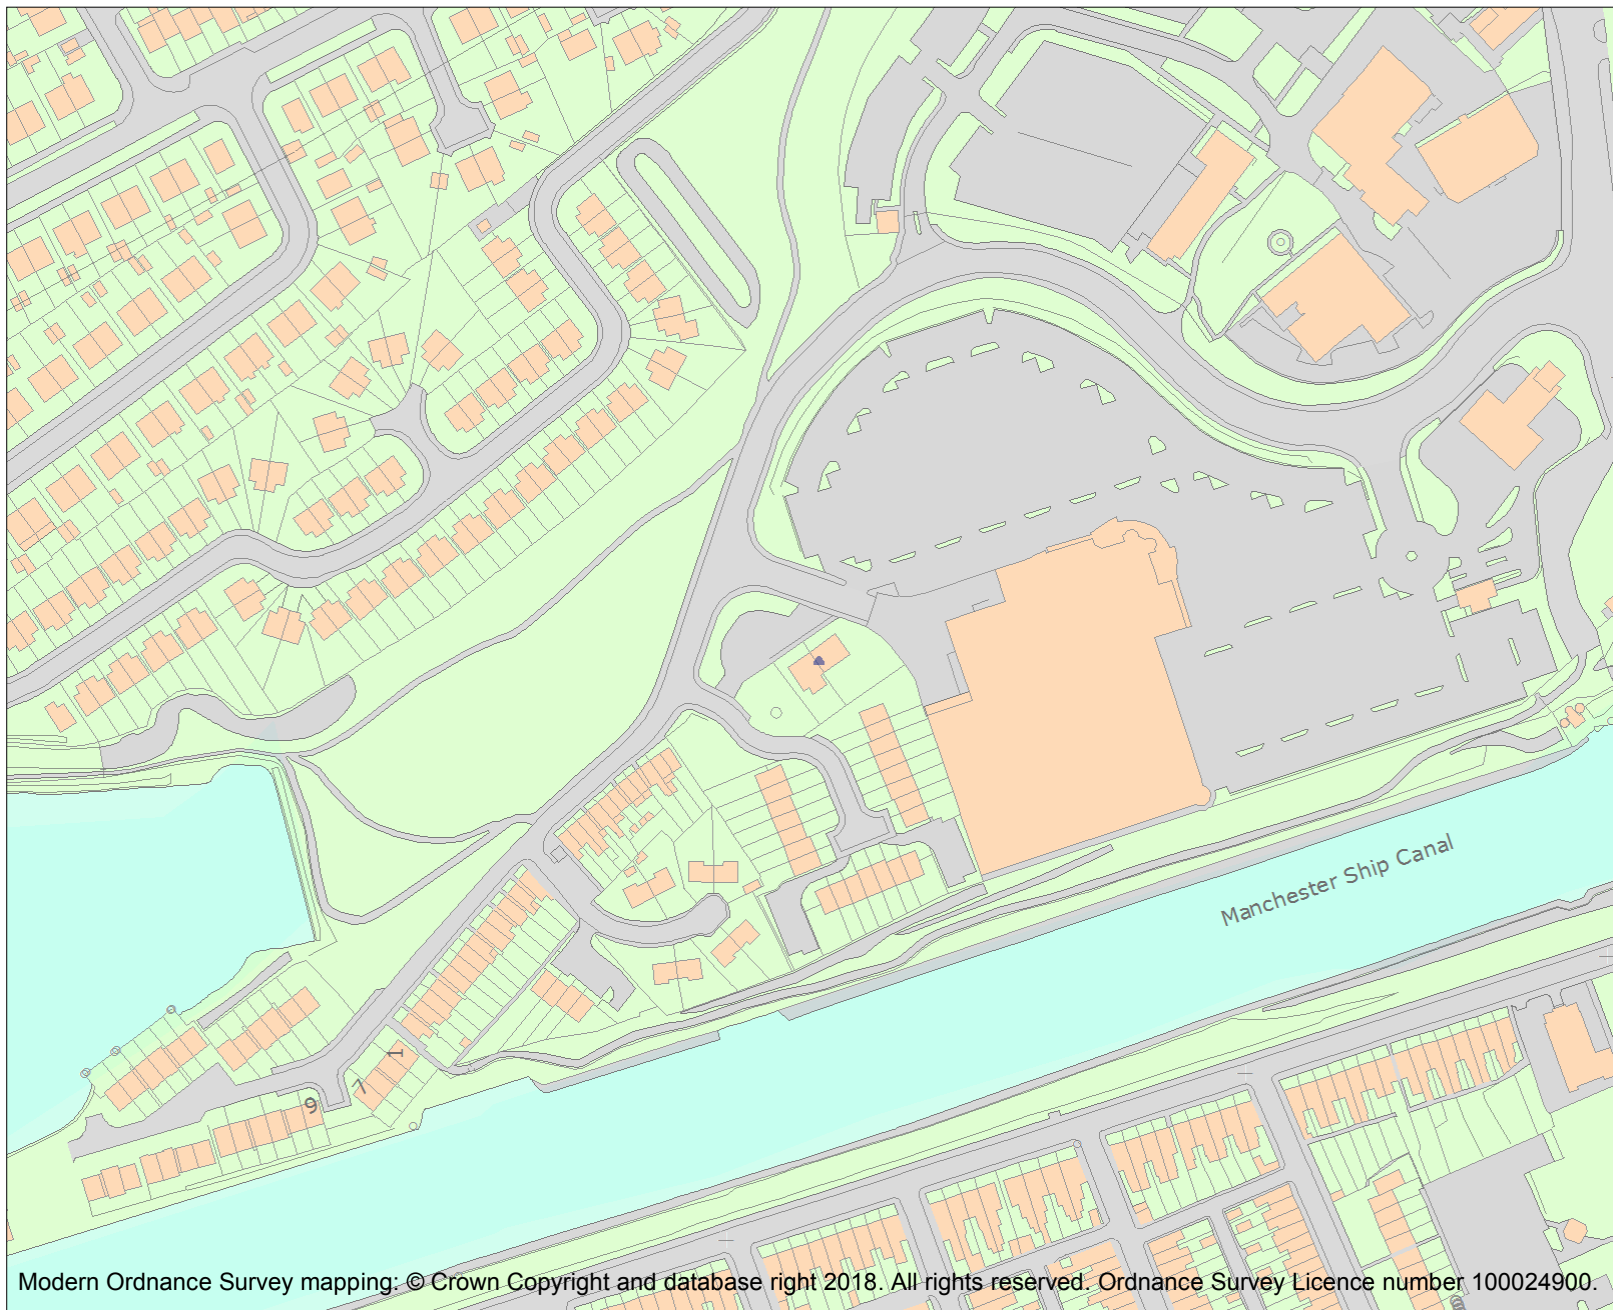 Manchester Ship Canal
1
7
9
Modern Ordnance Survey mapping: © Crown Copyright and database right 2018. All rights reserved. Ordnance Survey Licence number 100024900.